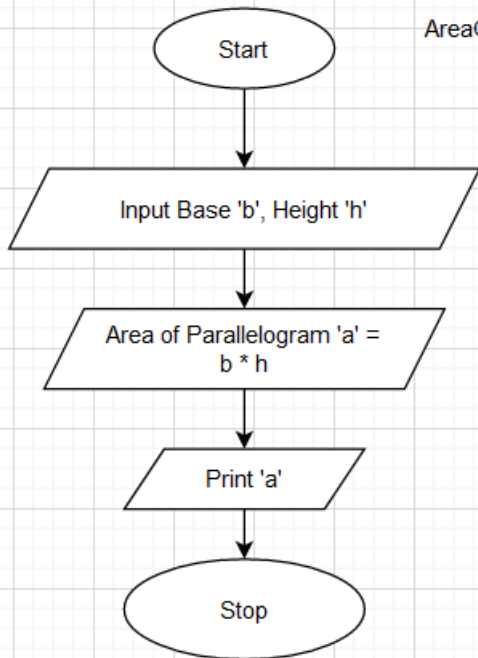 Start
Input Base 'b', Height 'h'
Area of Parallelogram 'a' =
b * h
Print 'a'
Stop